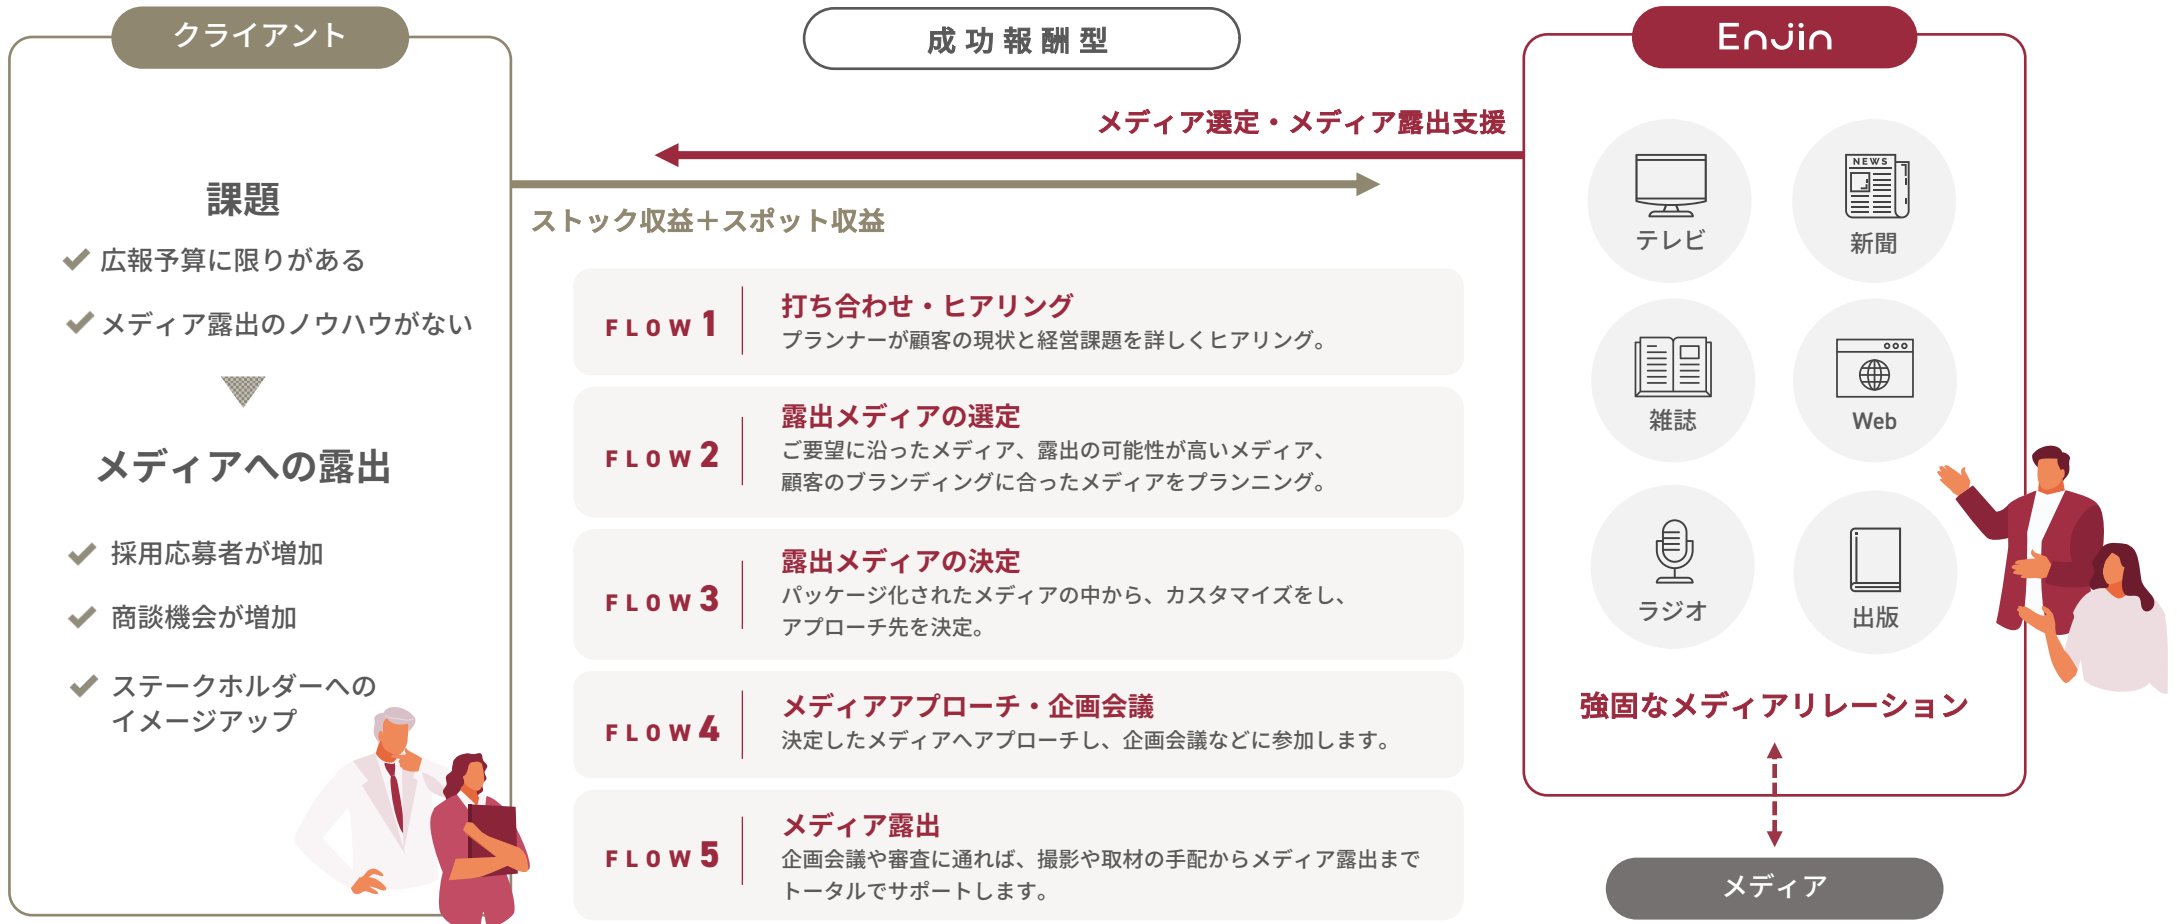 クライアント
課題
広報予算に限りがある
メディア露出のノウハウがない
メディアへの露出
採用応募者が増加
商談機会が増加
ステークホルダーへの
イメージアップ
成功報酬型
メディア選定・メディア露出支援
ストック収益＋スポット収益
FLOW 1
打ち合わせ・ヒアリング
プランナーが顧客の現状と経営課題を詳しくヒアリング。
FLOW 2
露出メディアの選定
ご要望に沿ったメディア、露出の可能性が高いメディア、
顧客のブランディングに合ったメディアをプランニング。
FLOW 3
露出メディアの決定
パッケージ化されたメディアの中から、カスタマイズをし、
アプローチ先を決定。
FLOW 4
メディアアプローチ・企画会議
決定したメディアへアプローチし、企画会議などに参加します。
FLOW 5
メディア露出
企画会議や審査に通れば、撮影や取材の手配からメディア露出まで
トータルでサポートします。
Enjin
テレビ
NEWS
新聞
雑誌
Web
ラジオ
出版
強固なメディアリレーション
メディア